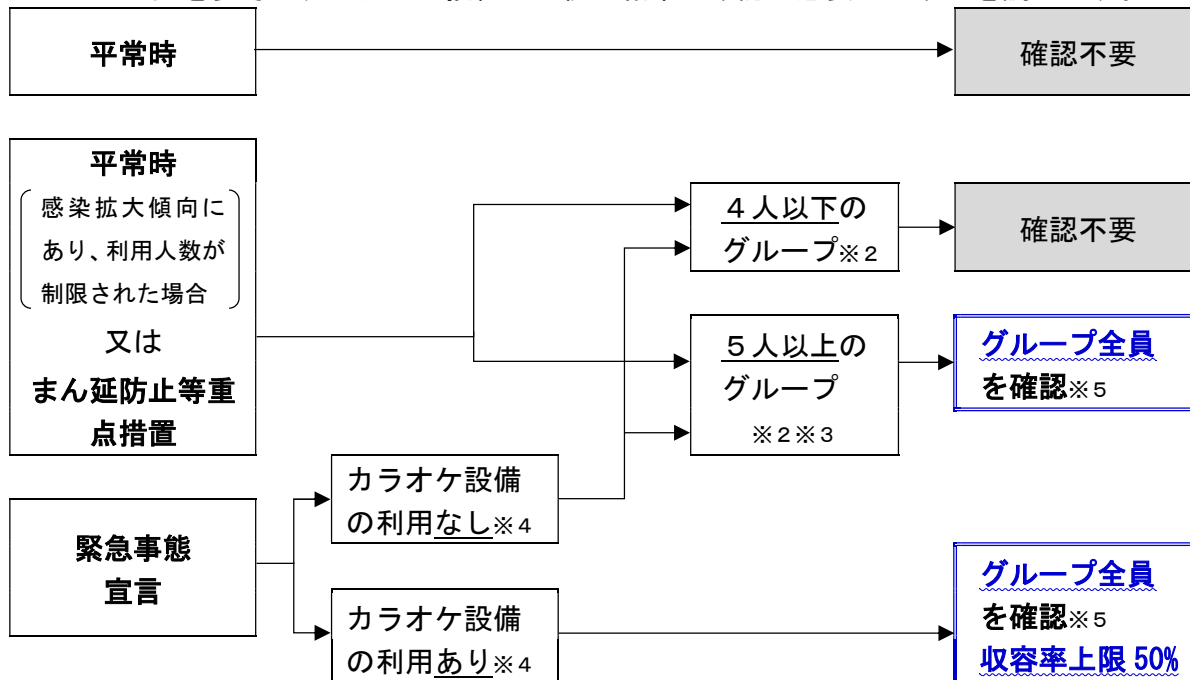 平常時
確認不要
平常時
感染拡大傾向に
あり、利用人数が
制限された場合
又は
まん延防止等重
点措置
４人以下の
グループ※２
確認不要
５人以上の
グループ
※２※３
グループ全員
を確認※５
緊急事態
宣言
カラオケ設備
の利用なし※４
カラオケ設備
の利用あり※４
グループ全員
を確認※５
収容率上限 50%